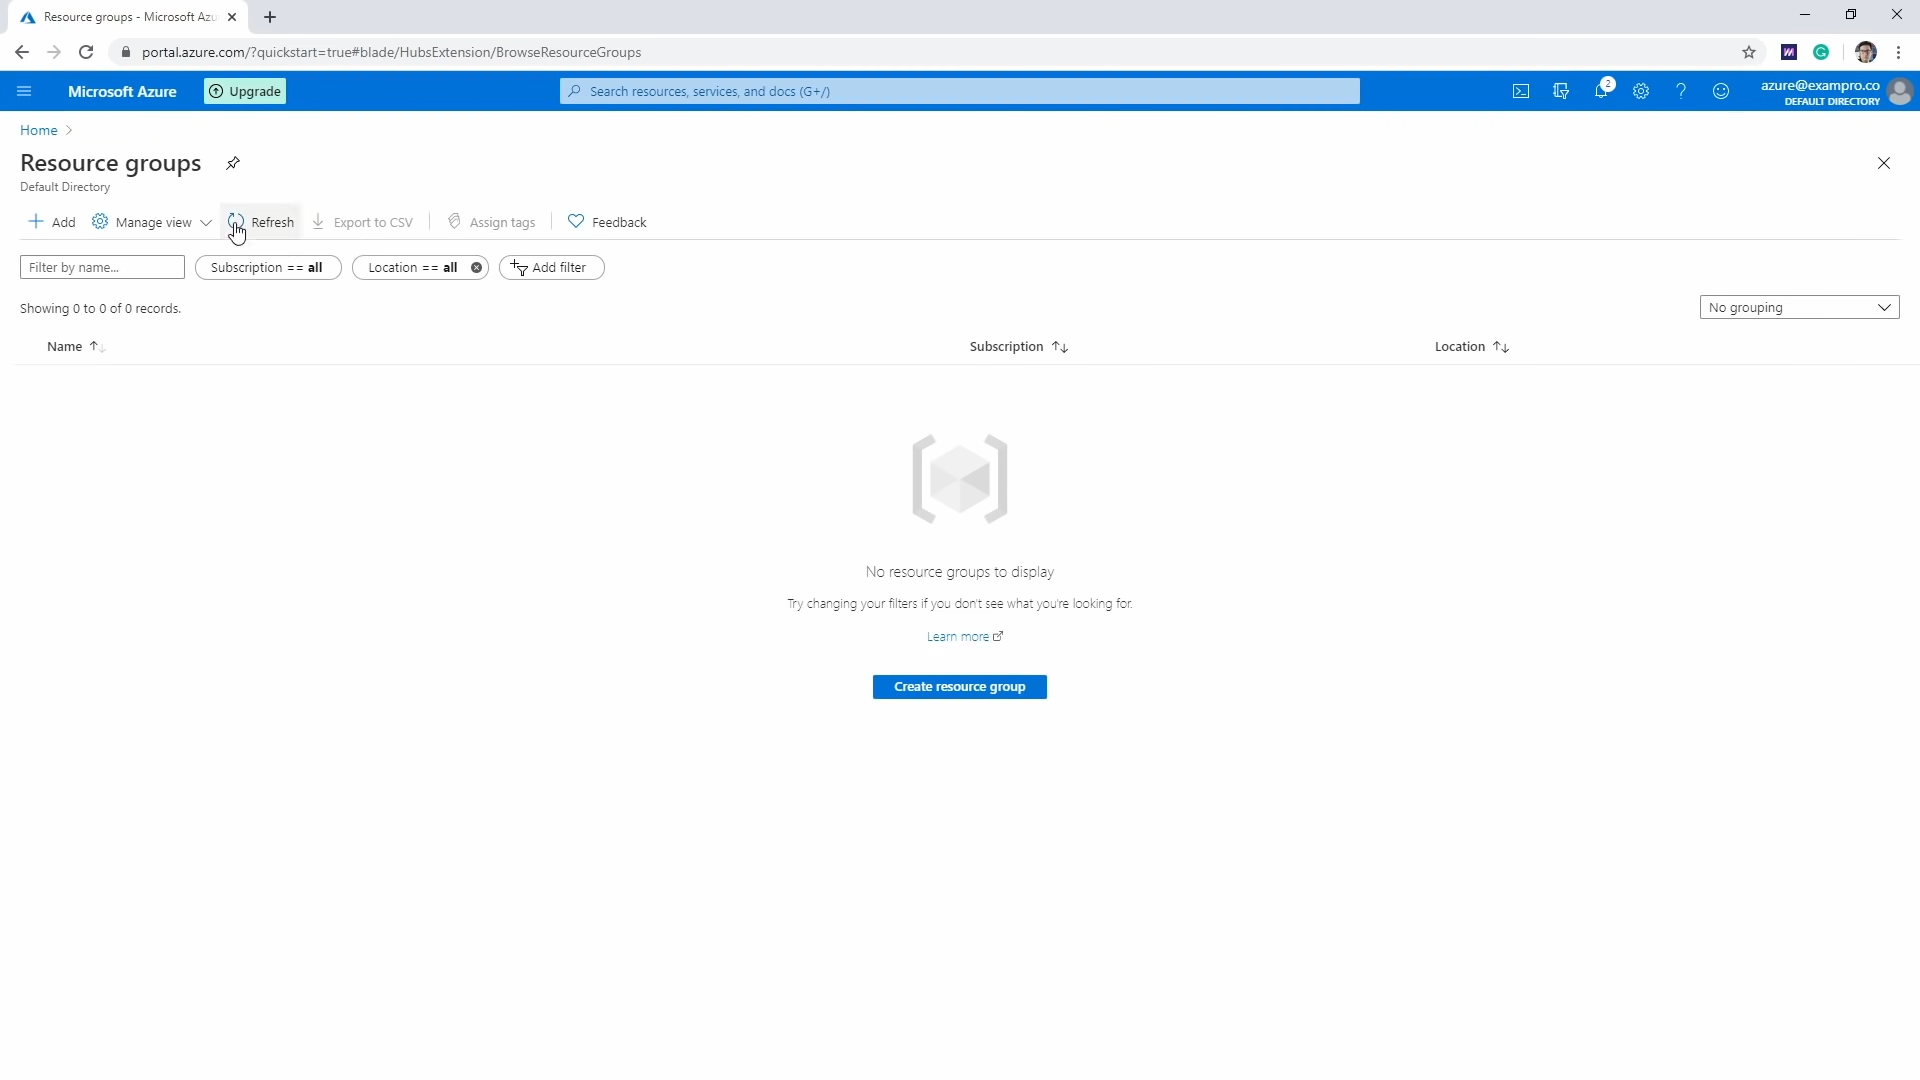 Resource groups - Microsoft Azu
portal.azure.com/?quickstart=true#blade/HubsExtension/BrowseResourceGroups
Microsoft Azure
Upgrade
Search resources, services, and docs (G+/)
2
azure@exampro.co
DEFAULT DIRECTORY
Home
Resource groups
Default Directory
Add
Manage view
Refresh
Export to CSV
Assign tags
Feedback
Filter by name...
Subscription == all
Location == all
Add filter
Showing 0 to 0 of 0 records.
No grouping
Name
Subscription
Location
No resource groups to display
Try changing your filters if you don't see what you're looking for.
Learn more
Create resource group